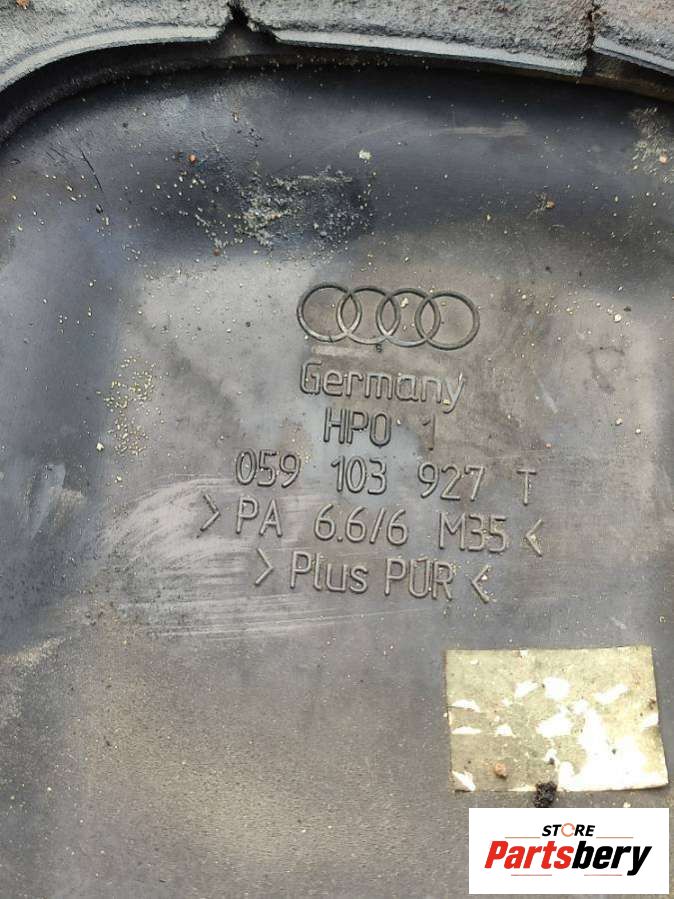 Germany
HPO 1
059 103 927 T
>PA 6.6/6 M35<
>Plus PUR<
STORE
Partsbery